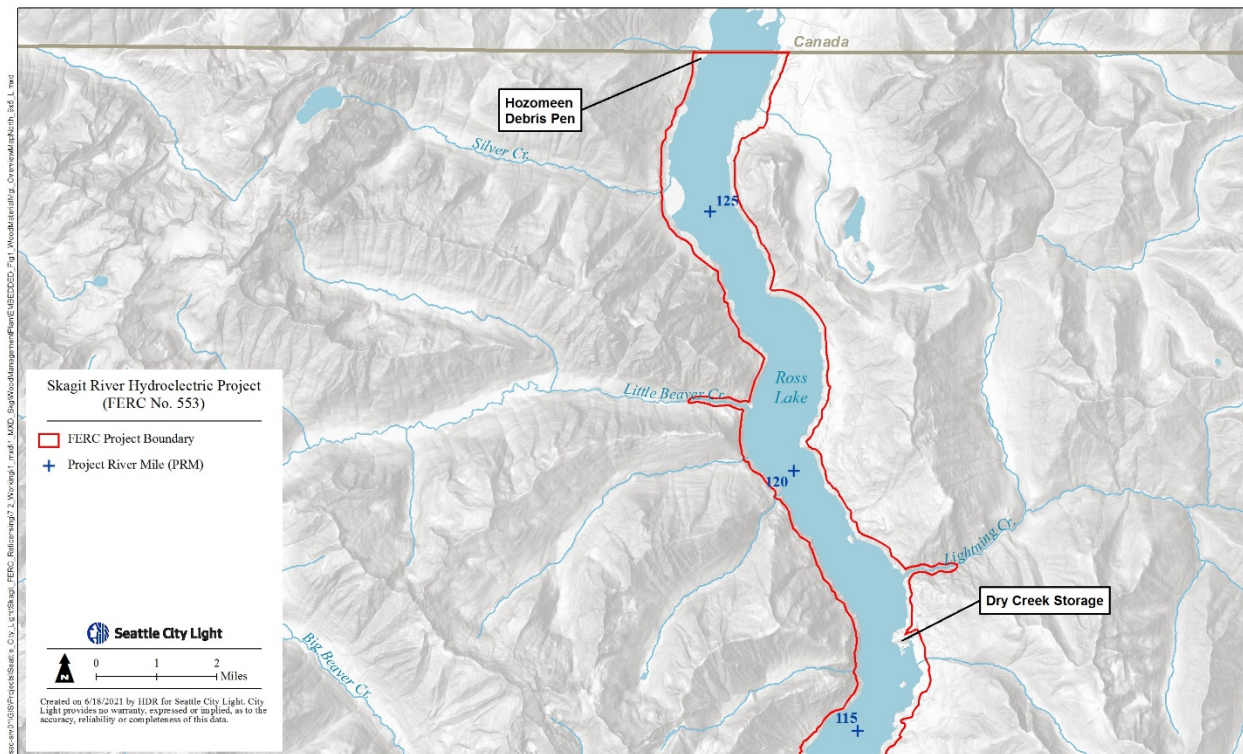 Canada
Hozomeen
Debris Pen
Silver Cr.
125
Ross
Lake
Little Beaver Cr.
120
Lightning Cr.
Dry Creek Storage
Big Beaver Cr.
115
Skagit River Hydroelectric Project
(FERC No. 553)
FERC Project Boundary
Project River Mile (PRM)
Seattle City Light
N
0 1 2
Miles
Created on 6/18/2021 by HDR for Seattle City Light. City
Light provides no warranty, expressed or implied, as to the
accuracy, reliability or completeness of this data.